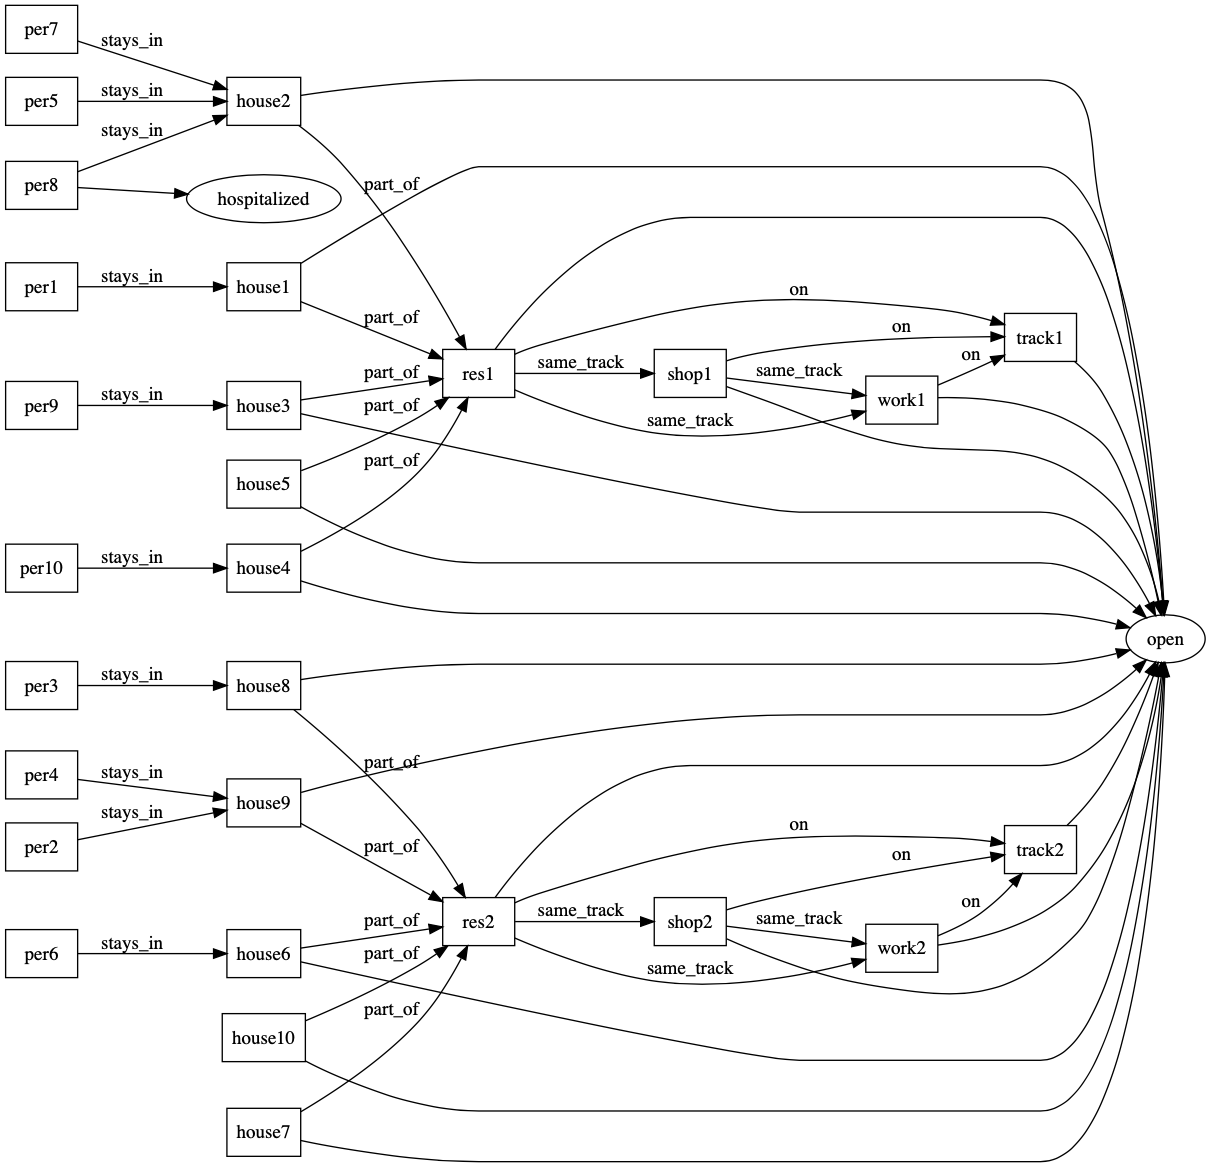 per7
stays_in
per5
stays_in
house2
stays_in
per8
hospitalized
part_of
per1
stays_in
house1
on
part_of
on
track1
same_track
on
part_of
res1
shop1
same_track
work1
per9
stays_in
house3
part_of
same_track
part_of
house5
per10
stays_in
house4
open
per3
stays_in
house8
part_of
per4
stays_in
house9
stays_in
per2
on
part_of
on
track2
on
part_of
res2
same_track
shop2
same_track
work2
per6
stays_in
house6
part_of
same_track
house10
part_of
house7